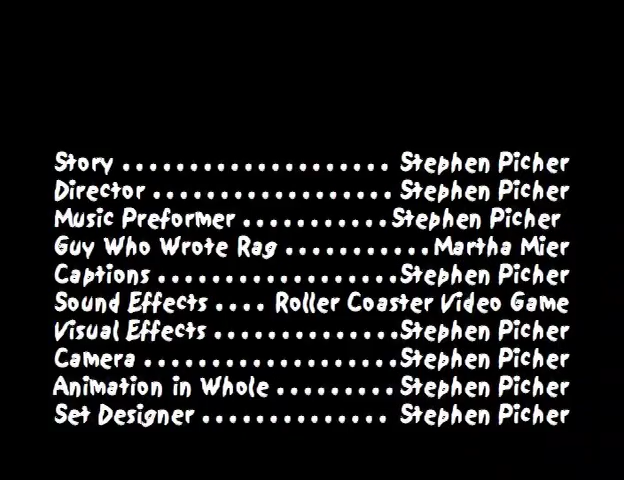 Story .................... Stephen Picher
Director .................. Stephen Picher
Music Preformer ...........Stephen Picher
Guy Who Wrote Rag ...........Martha Mier
Captions ..................Stephen Picher
Sound Effects .... Roller Coaster Video Game
Visual Effects ..............Stephen Picher
Camera ...................Stephen Picher
Animation in Whole .........Stephen Picher
Set Designer .............. Stephen Picher